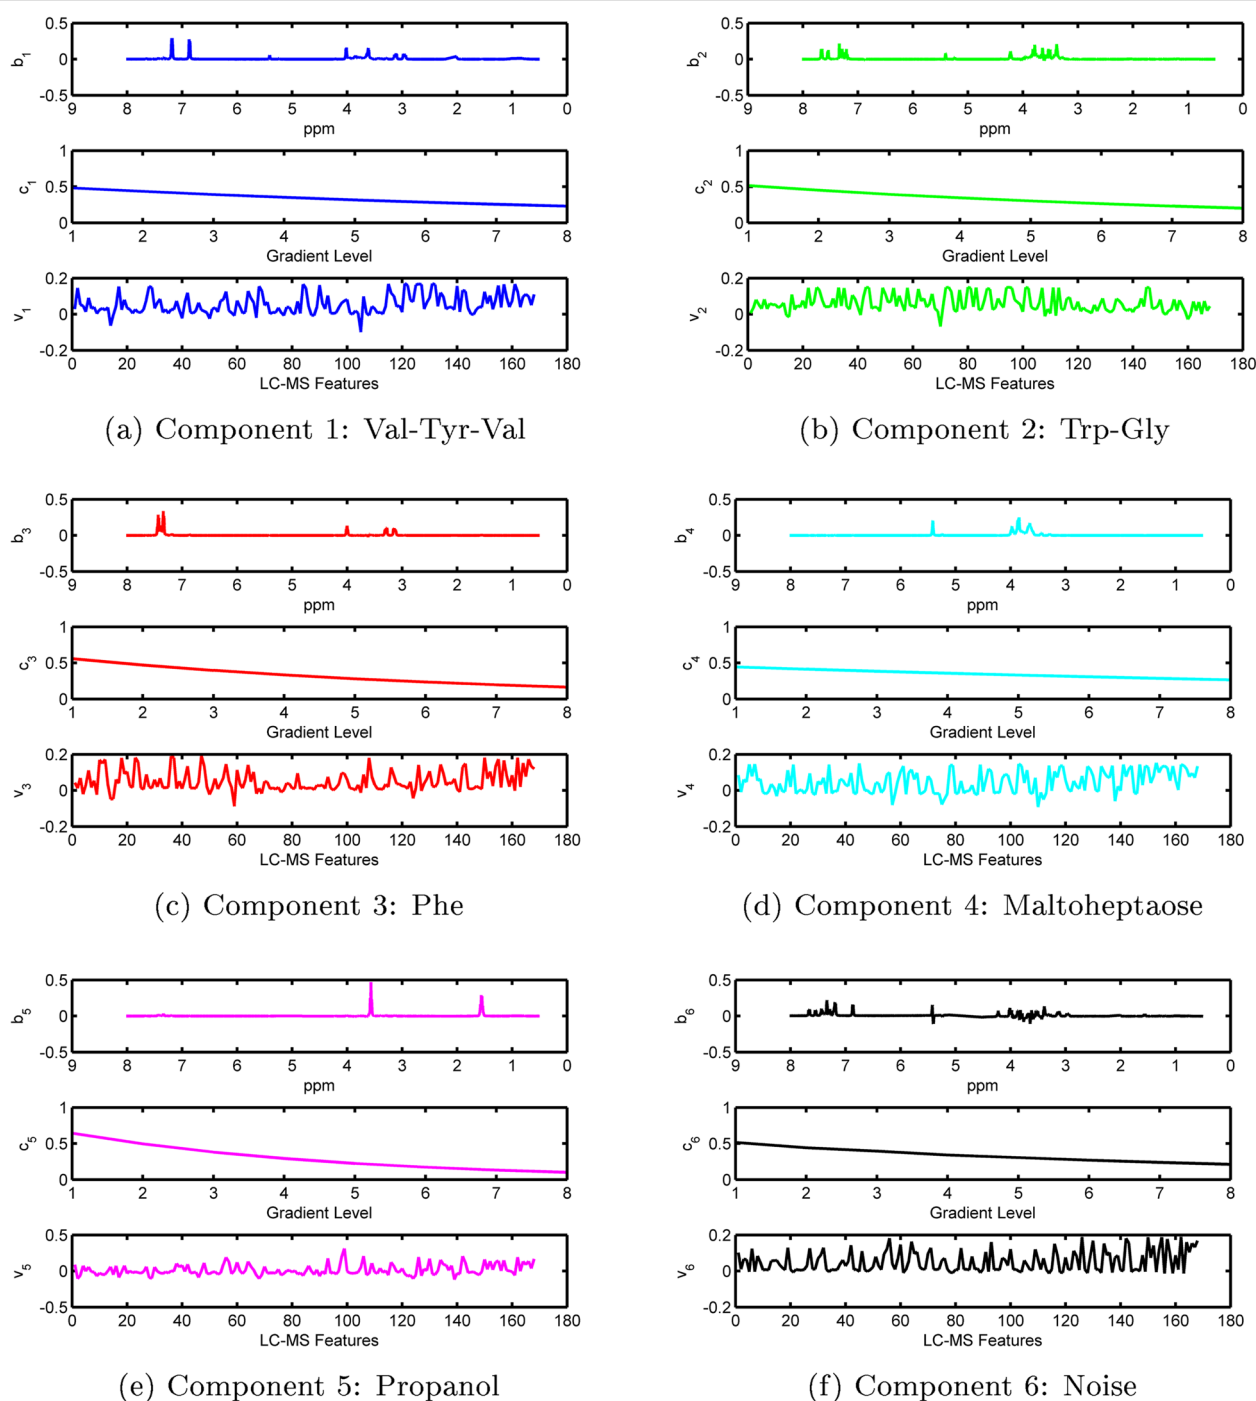 b1
0.5
0
-0.5
9 8 7 6 5 4 3 2 1 0
ppm
c1
1
0.5
0
1 2 3 4 5 6 7 8
Gradient Level
v1
0.2
0
-0.2
0 20 40 60 80 100 120 140 160 180
LC-MS Features
(a) Component 1: Val-Tyr-Val
b2
0.5
0
-0.5
9 8 7 6 5 4 3 2 1 0
ppm
c2
1
0.5
0
1 2 3 4 5 6 7 8
Gradient Level
v2
0.2
0
-0.2
0 20 40 60 80 100 120 140 160 180
LC-MS Features
(b) Component 2: Trp-Gly
b3
0.5
0
-0.5
9 8 7 6 5 4 3 2 1 0
ppm
c3
1
0.5
0
1 2 3 4 5 6 7 8
Gradient Level
v3
0.2
0
-0.2
0 20 40 60 80 100 120 140 160 180
LC-MS Features
(c) Component 3: Phe
b4
0.5
0
-0.5
9 8 7 6 5 4 3 2 1 0
ppm
c4
1
0.5
0
1 2 3 4 5 6 7 8
Gradient Level
v4
0.2
0
-0.2
0 20 40 60 80 100 120 140 160 180
LC-MS Features
(d) Component 4: Maltoheptaose
b5
0.5
0
-0.5
9 8 7 6 5 4 3 2 1 0
ppm
c5
1
0.5
0
1 2 3 4 5 6 7 8
Gradient Level
v5
0.5
0
-0.5
0 20 40 60 80 100 120 140 160 180
LC-MS Features
(e) Component 5: Propanol
b6
0.5
0
-0.5
9 8 7 6 5 4 3 2 1 0
ppm
c6
1
0.5
0
1 2 3 4 5 6 7 8
Gradient Level
v6
0.2
0
-0.2
0 20 40 60 80 100 120 140 160 180
LC-MS Features
(f) Component 6: Noise